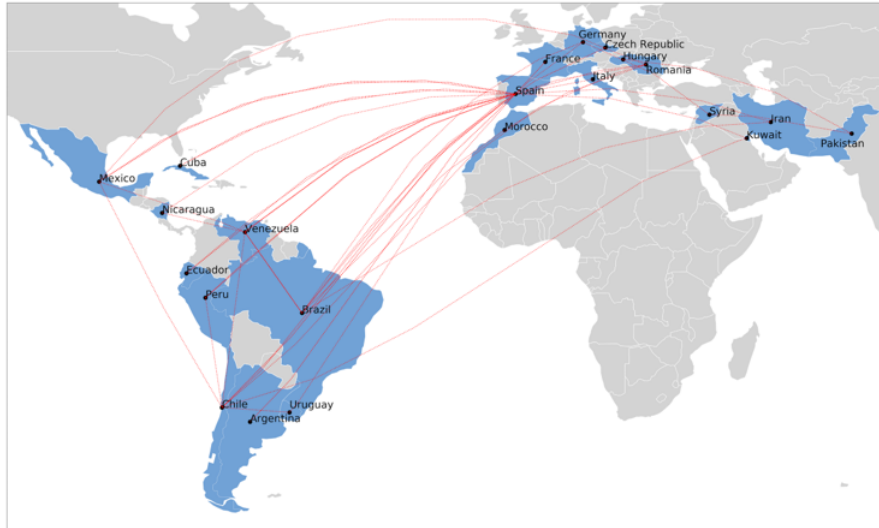 Germany
Czech Republic
Hungary
France
Romania
Italy
Spain
Syria
Iran
Morocco
Kuwait
Pakistan
Cuba
Mexico
Nicaragua
Venezuela
Ecuador
Peru
Brazil
Chile
Uruguay
Argentina